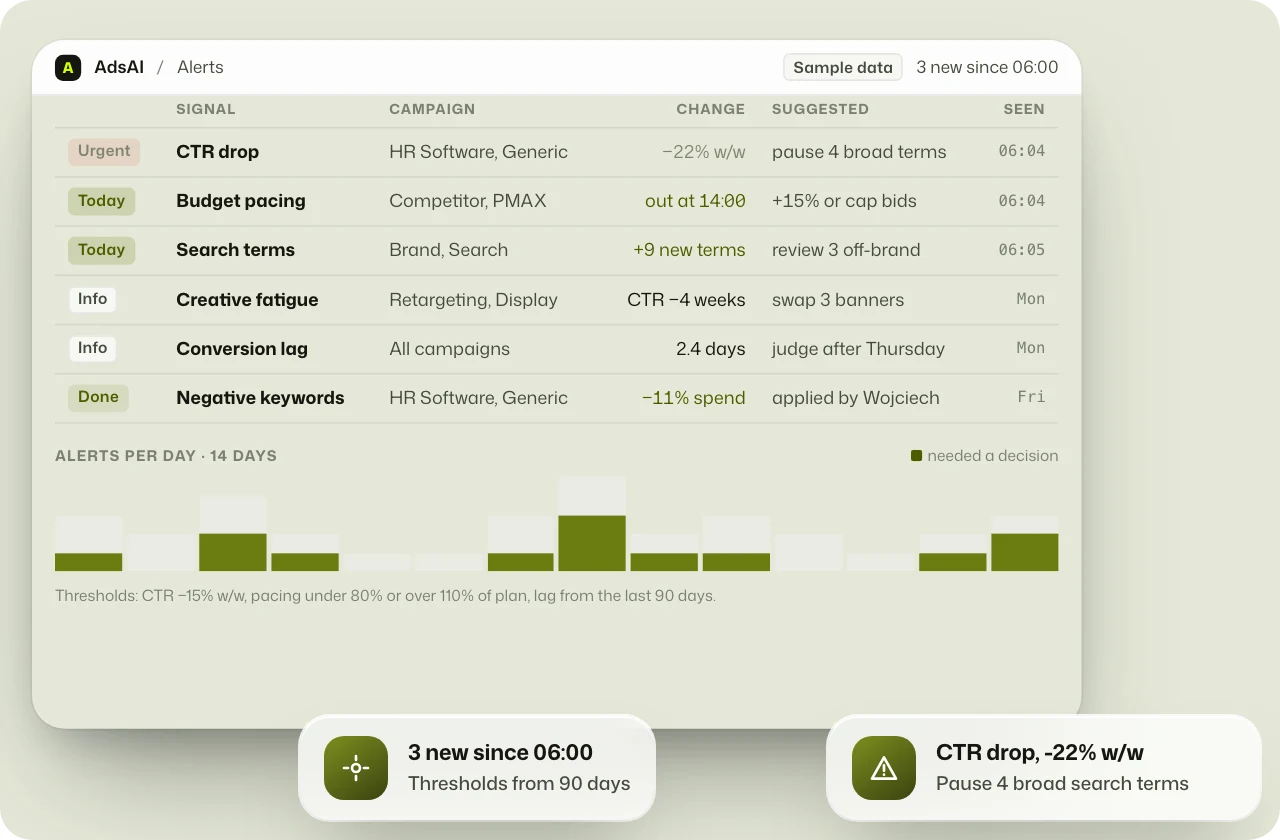 A AdsAI / Alerts Sample data 3 new since 06:00
SIGNAL CAMPAIGN CHANGE SUGGESTED SEEN
Urgent CTR drop HR Software, Generic −22% w/w pause 4 broad terms 06:04
Today Budget pacing Competitor, PMAX out at 14:00 +15% or cap bids 06:04
Today Search terms Brand, Search +9 new terms review 3 off-brand 06:05
Info Creative fatigue Retargeting, Display CTR −4 weeks swap 3 banners Mon
Info Conversion lag All campaigns 2.4 days judge after Thursday Mon
Done Negative keywords HR Software, Generic −11% spend applied by Wojciech Fri
ALERTS PER DAY · 14 DAYS needed a decision
Thresholds: CTR −15% w/w, pacing under 80% or over 110% of plan, lag from the last 90 days.
3 new since 06:00
Thresholds from 90 days
CTR drop, -22% w/w
Pause 4 broad search terms